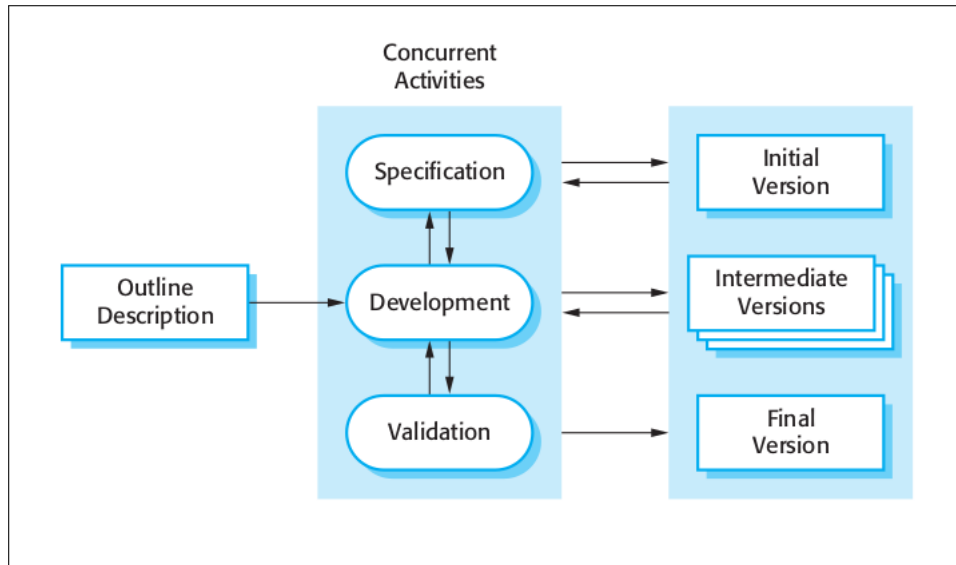 Concurrent
Activities
Specification
Initial
Version
Outline
Description
Development
Intermediate
Versions
Validation
Final
Version